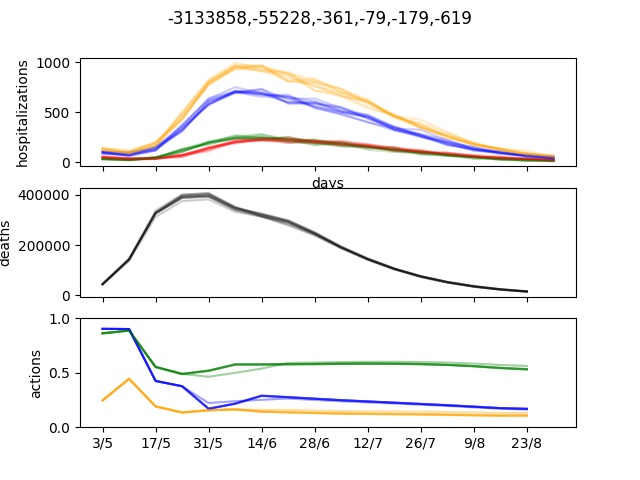 -3133858,-55228,-361,-79,-179,-619
1000
500
0
hospitalizations
days
400000
200000
0
deaths
1.0
0.5
0.0
actions
3/5 17/5 31/5 14/6 28/6 12/7 26/7 9/8 23/8